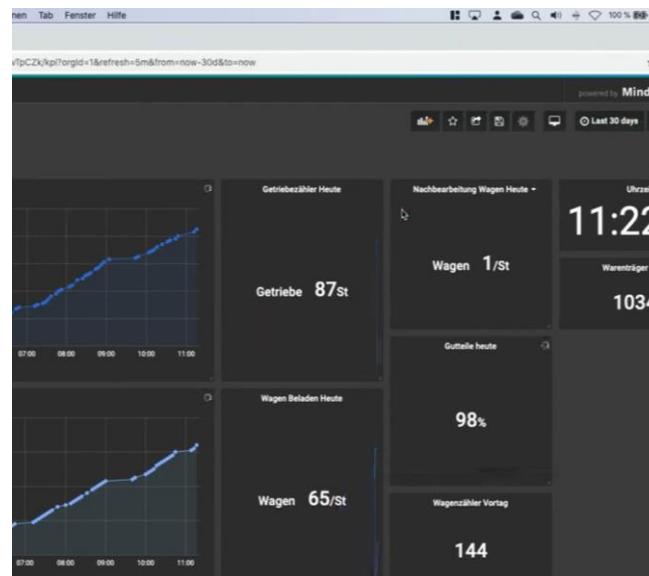 Tab Fenster Hilfe
100 %
/kpi?orgId=1&refresh=5m&from=now-30d&to=now
powered by Mind
Last 30 days
Getriebezähler Heute
Getriebe 87St
Nachbearbeitung Wagen Heute
Wagen 1/St
11:22
Warenträger
1034
07:00 08:00 09:00 10:00 11:00
Gutteile heute
98%
Wagen Beladen Heute
Wagen 65/St
Wagenzähler Vortag
144
07:00 08:00 09:00 10:00 11:00